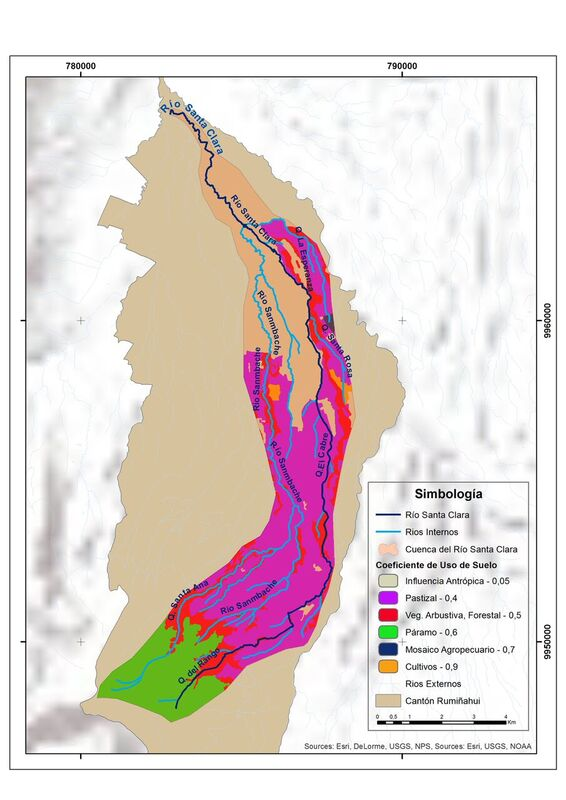 780000
790000
Río Santa Clara
Río Santa Clara
Q. La Esperanza
Río Sanmbache
9960000
Q. Santa Rosa
Río Sanmbache
Q. El Cabre
Río Sanmbache
Simbología
Río Santa Clara
Rios Internos
Cuenca del Río Santa Clara
Coeficiente de Uso de Suelo
Influencia Antrópica - 0,05
Pastizal - 0,4
Veg. Arbustiva, Forestal - 0,5
Páramo - 0,6
Mosaico Agropecuario - 0,7
Cultivos - 0,9
Rios Externos
Cantón Rumiñahui
0 0,5 1 2 3 4
Km
Q. Santa Ana
Río Sanmbache
9950000
Q. del Rango
Sources: Esri, DeLorme, USGS, NPS, Sources: Esri, USGS, NOAA